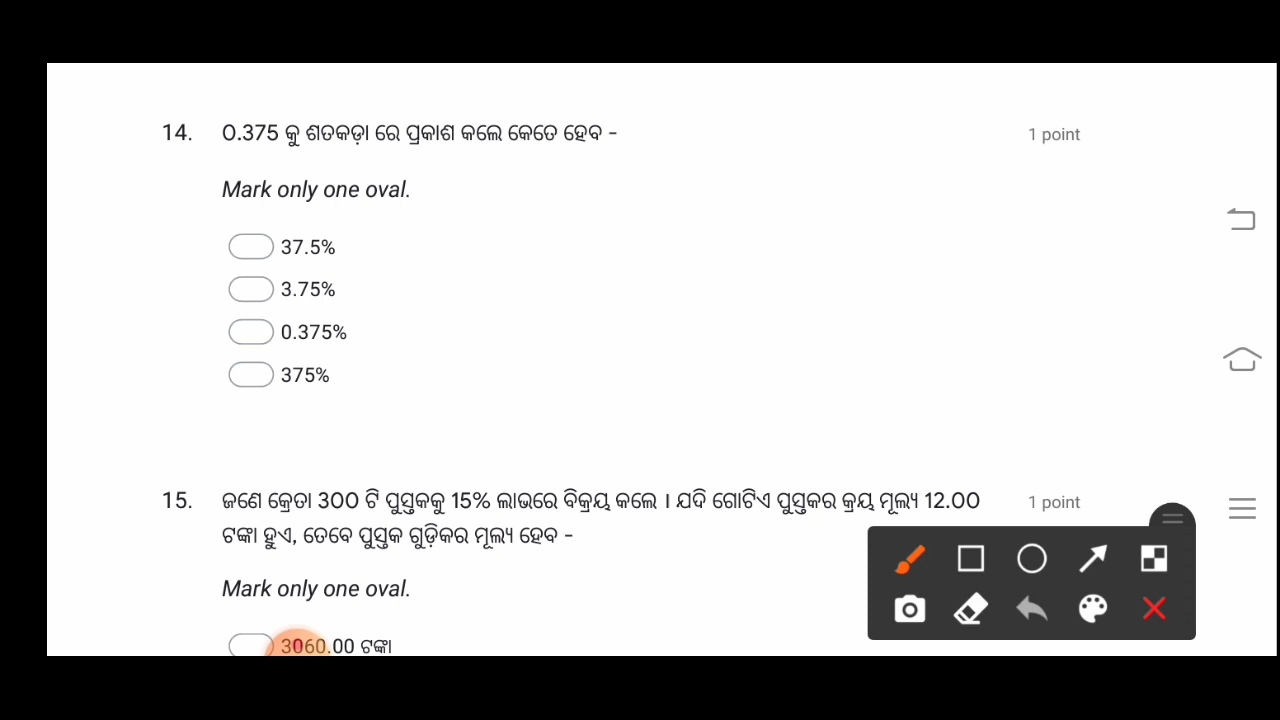 14. 0.375 କୁ ଶତକଡ଼ା ରେ ପ୍ରକାଶ କଲେ କେତେ ହେବ - 1 point
Mark only one oval.
37.5%
3.75%
0.375%
375%
15. ଜଣେ କ୍ରେତା 300 ଟି ପୁସ୍ତକକୁ 15% ଲାଭରେ ବିକ୍ରୟ କଲେ । ଯଦି ଗୋଟିଏ ପୁସ୍ତକର କ୍ରୟ ମୂଲ୍ୟ 12.00 1 point
ଟଙ୍କା ହୁଏ, ତେବେ ପୁସ୍ତକ ଗୁଡ଼ିକର ମୂଲ୍ୟ ହେବ -
Mark only one oval.
3060.00 ଟଙ୍କା